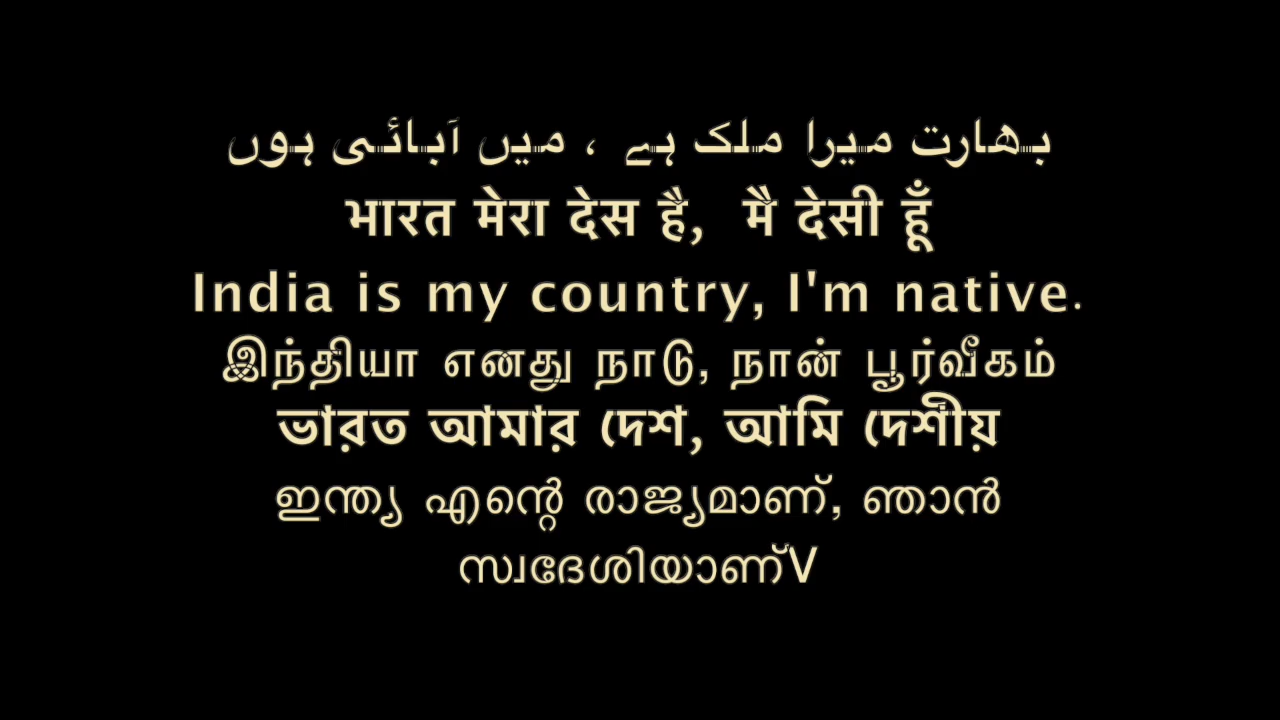 بھارت میرا ملک ہے ، میں آبائی ہوں
भारत मेरा देस है, मै देसी हूँ
India is my country, I'm native.
இந்தியா எனது நாடு, நான் பூர்வீகம்
ভারত আমার দেশ, আমি দেশীয়
ഇന്ത്യ എന്റെ രാജ്യമാണ്, ഞാൻ
സ്വദേശിയാണ്V